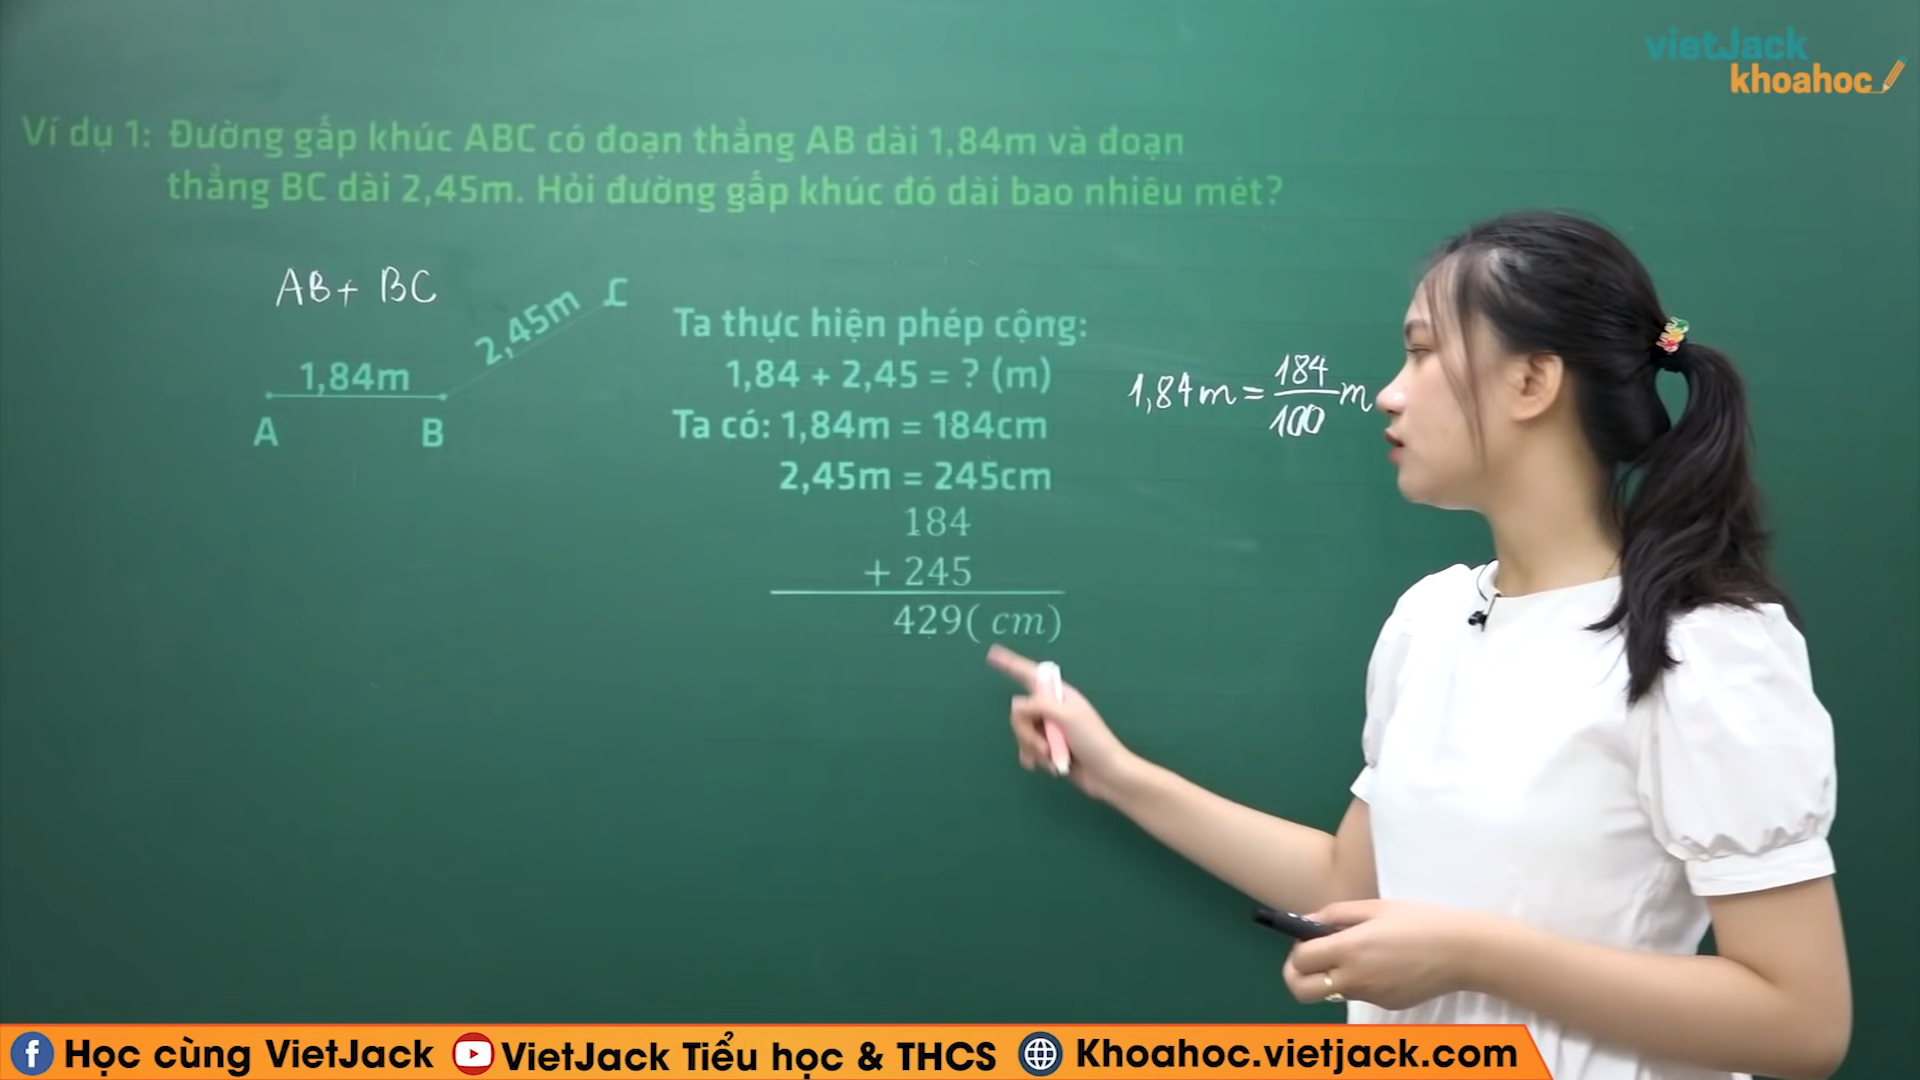 vietJack
khoahoc
Ví dụ 1: Đường gấp khúc ABC có đoạn thẳng AB dài 1,84m và đoạn
thẳng BC dài 2,45m. Hỏi đường gấp khúc đó dài bao nhiêu mét?
AB + BC
2,45m
C
1,84m
A
B
Ta thực hiện phép cộng:
1,84 + 2,45 = ? (m)
Ta có: 1,84m = 184cm
2,45m = 245cm
184
+ 245
429( cm)
1,84m = 184/100 m
Học cùng VietJack
VietJack Tiểu học & THCS
Khoahoc.vietjack.com